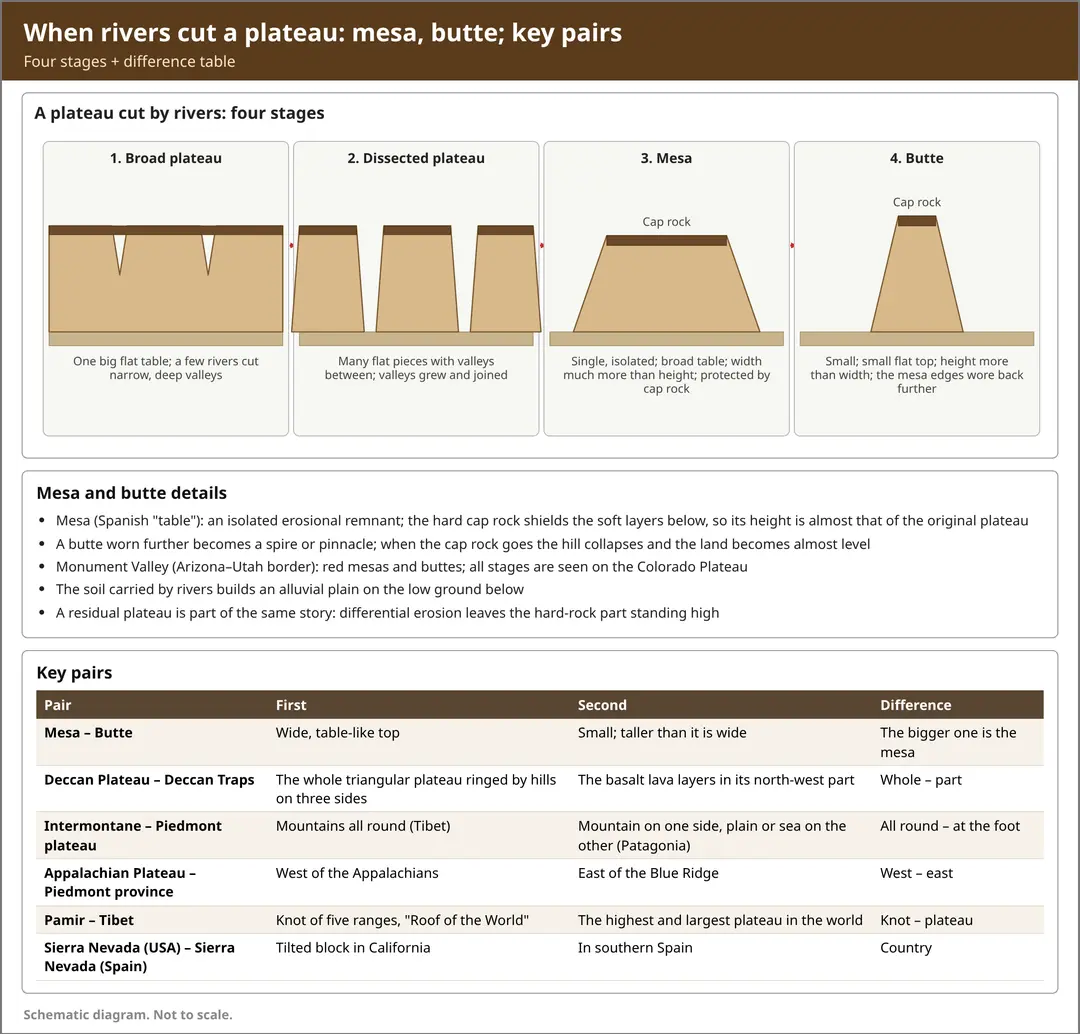 When rivers cut a plateau: mesa, butte; key pairs
Four stages + difference table
A plateau cut by rivers: four stages
1. Broad plateau
One big flat table; a few rivers cut
narrow, deep valleys
2. Dissected plateau
Many flat pieces with valleys
between; valleys grew and joined
3. Mesa
Cap rock
Single, isolated; broad table; width
much more than height; protected by
cap rock
4. Butte
Cap rock
Small; small flat top; height more
than width; the mesa edges wore back
further
Mesa and butte details
• Mesa (Spanish "table"): an isolated erosional remnant; the hard cap rock shields the soft layers below, so its height is almost that of the original plateau
• A butte worn further becomes a spire or pinnacle; when the cap rock goes the hill collapses and the land becomes almost level
• Monument Valley (Arizona–Utah border): red mesas and buttes; all stages are seen on the Colorado Plateau
• The soil carried by rivers builds an alluvial plain on the low ground below
• A residual plateau is part of the same story: differential erosion leaves the hard-rock part standing high
Key pairs
Pair First Second Difference
Mesa – Butte Wide, table-like top Small; taller than it is wide The bigger one is the
mesa
Deccan Plateau – Deccan Traps The whole triangular plateau ringed by hills The basalt lava layers in its north-west part Whole – part
on three sides
Intermontane – Piedmont Mountains all round (Tibet) Mountain on one side, plain or sea on the All round – at the foot
plateau other (Patagonia)
Appalachian Plateau – West of the Appalachians East of the Blue Ridge West – east
Piedmont province
Pamir – Tibet Knot of five ranges, "Roof of the World" The highest and largest plateau in the world Knot – plateau
Sierra Nevada (USA) – Sierra Tilted block in California In southern Spain Country
Nevada (Spain)
Schematic diagram. Not to scale.